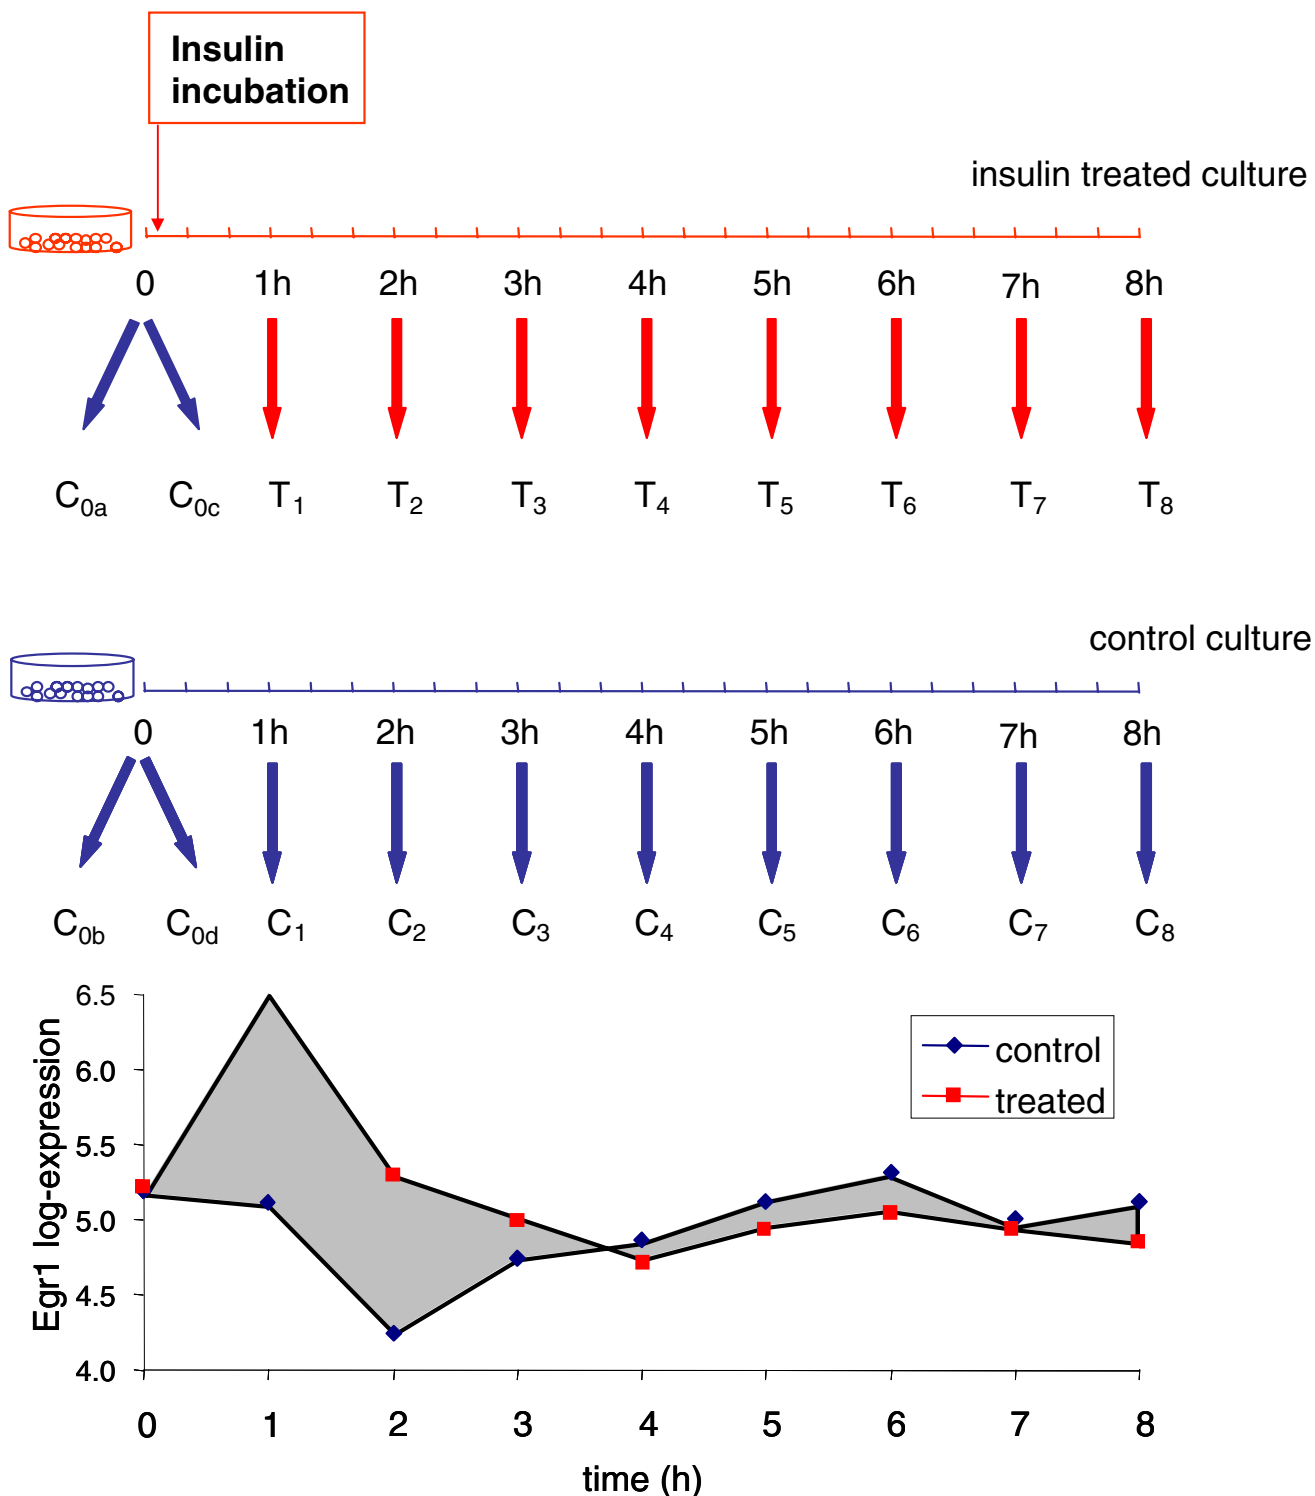 Insulin
incubation
insulin treated culture
0 1h 2h 3h 4h 5h 6h 7h 8h
C0a C0c T1 T2 T3 T4 T5 T6 T7 T8
control culture
0 1h 2h 3h 4h 5h 6h 7h 8h
C0b C0d C1 C2 C3 C4 C5 C6 C7 C8
Egr1 log-expression
6.5
6.0
5.5
5.0
4.5
4.0
control
treated
0 1 2 3 4 5 6 7 8
time (h)